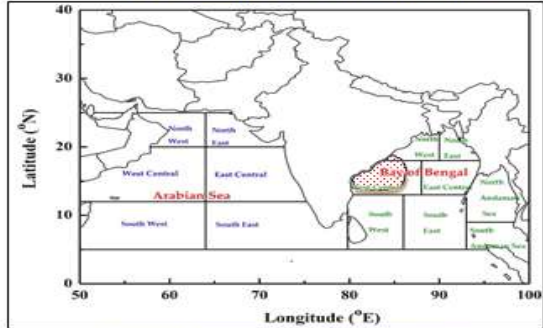 40
30
20
10
0
Latitude (°N)
North
West
North
East
West Central
East Central
Arabian Sea
South West
South East
North
West
North
East
Bay of Bengal
East Central
South
West
South
East
North
Andaman
Sea
South
Andaman Sea
50
60
70
80
90
100
Longitude (°E)